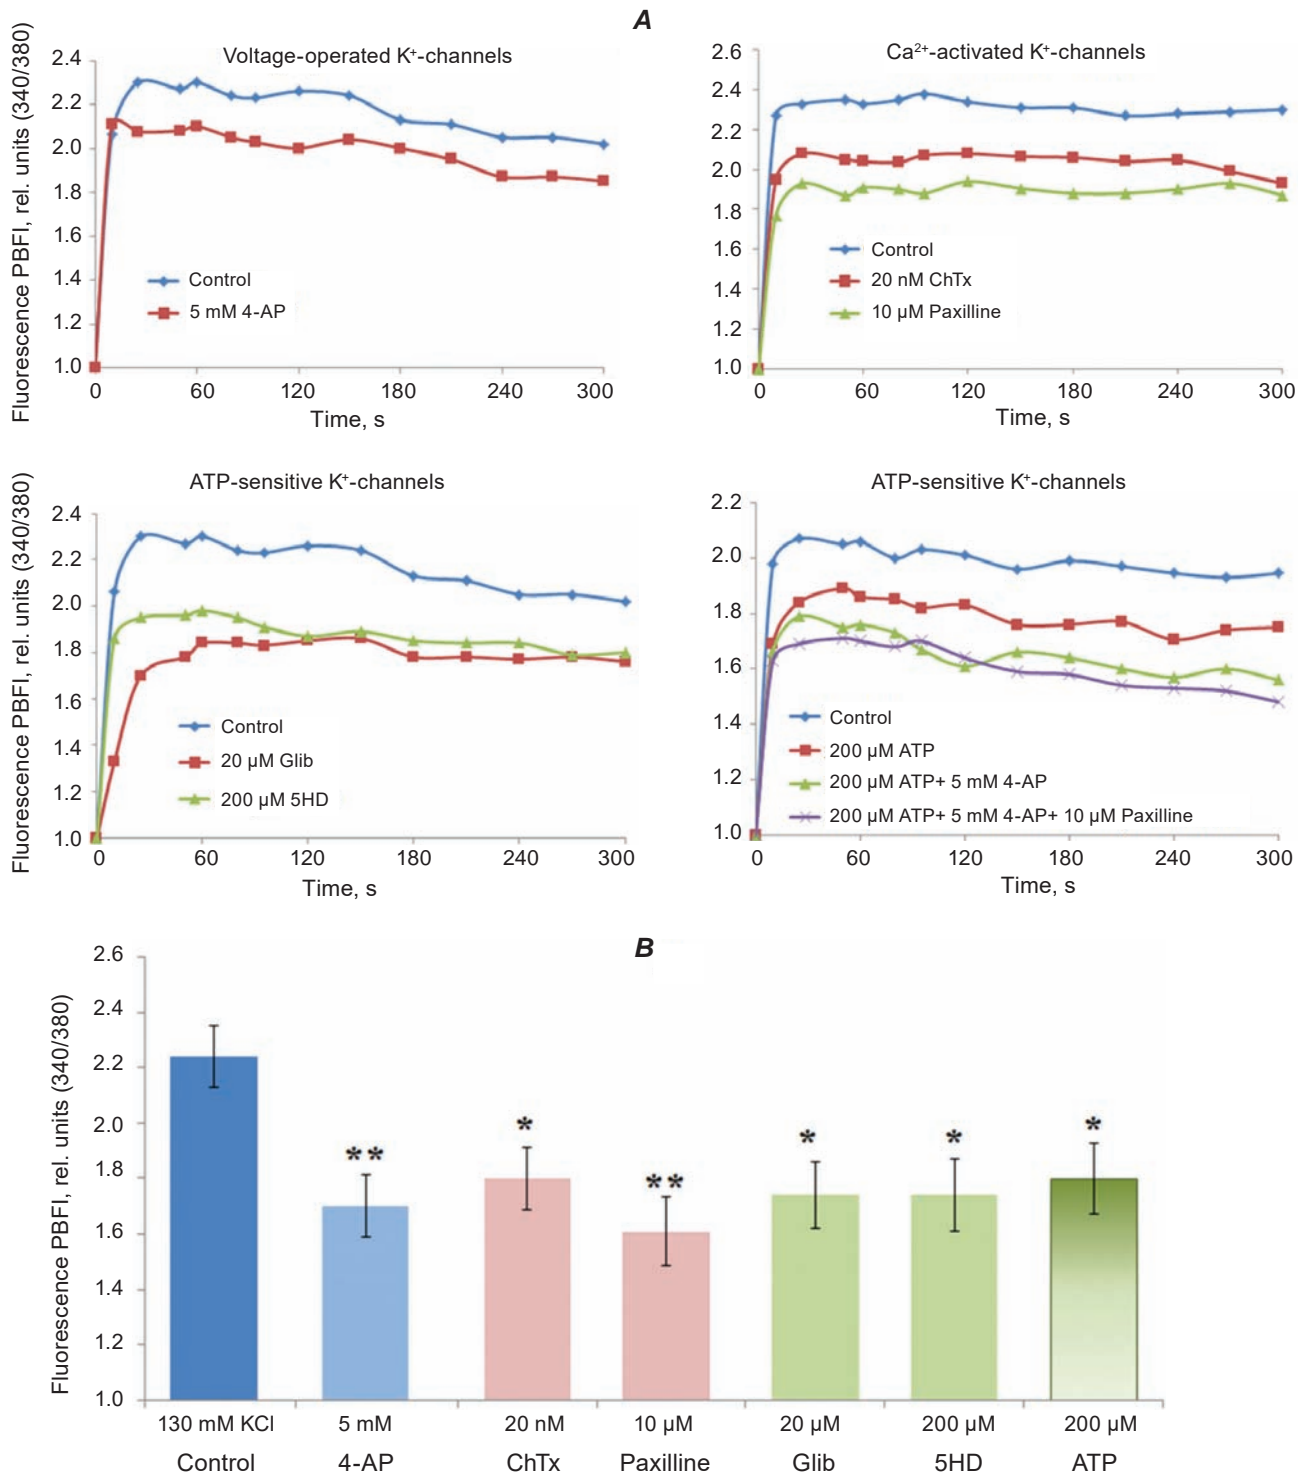 A
Voltage-operated K⁺-channels
Fluorescence PBFI, rel. units (340/380)
2.4
2.2
2.0
1.8
1.6
1.4
1.2
1.0
Control
5 mM 4-AP
0 60 120 180 240 300
Time, s
Ca²⁺-activated K⁺-channels
2.6
2.4
2.2
2.0
1.8
1.6
1.4
1.2
1.0
Control
20 nM ChTx
10 µM Paxilline
0 60 120 180 240 300
Time, s
ATP-sensitive K⁺-channels
Fluorescence PBFI, rel. units (340/380)
2.4
2.2
2.0
1.8
1.6
1.4
1.2
1.0
Control
20 µM Glib
200 µM 5HD
0 60 120 180 240 300
Time, s
ATP-sensitive K⁺-channels
2.2
2.0
1.8
1.6
1.4
1.2
1.0
Control
200 µM ATP
200 µM ATP+ 5 mM 4-AP
200 µM ATP+ 5 mM 4-AP+ 10 µM Paxilline
0 60 120 180 240 300
Time, s
B
Fluorescence PBFI, rel. units (340/380)
2.6
2.4
2.2
2.0
1.8
1.6
1.4
1.2
1.0
** * ** * * *
130 mM KCl 5 mM 20 nM 10 µM 20 µM 200 µM 200 µM
Control 4-AP ChTx Paxilline Glib 5HD ATP